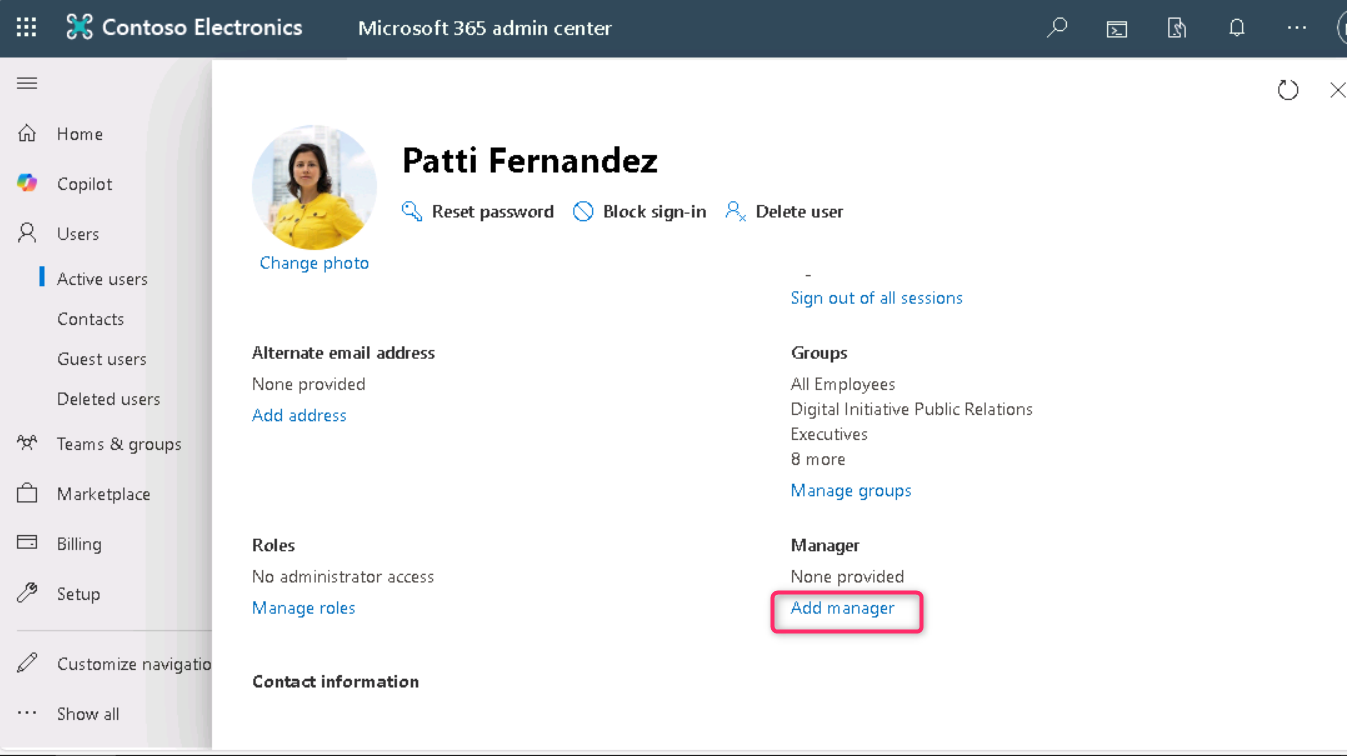 Contoso Electronics
Microsoft 365 admin center
Home
Copilot
Users
Active users
Contacts
Guest users
Deleted users
Teams & groups
Marketplace
Billing
Setup
Customize navigatio
Show all
Patti Fernandez
Reset password Block sign-in Delete user
Change photo
-
Sign out of all sessions
Alternate email address
None provided
Add address
Groups
All Employees
Digital Initiative Public Relations
Executives
8 more
Manage groups
Roles
No administrator access
Manage roles
Manager
None provided
Add manager
Contact information